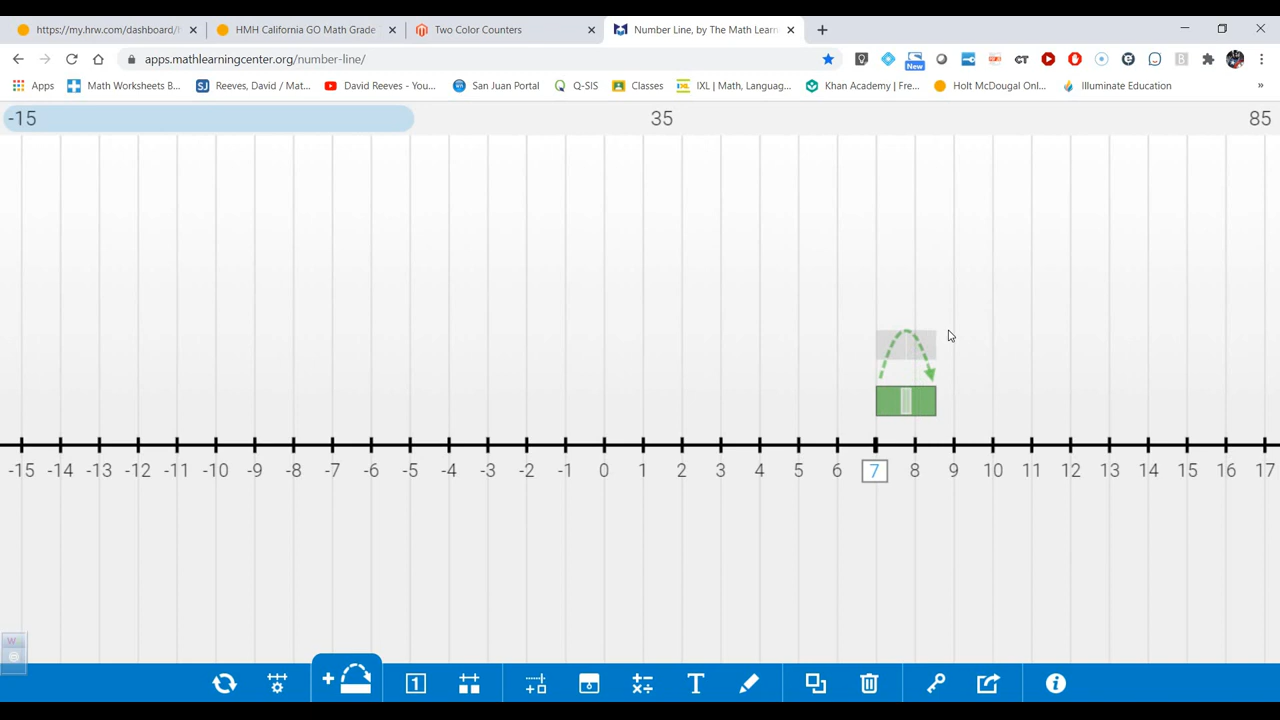 https://my.hrw.com/dashboard/
HMH California GO Math Grade
Two Color Counters
Number Line, by The Math Learn
apps.mathlearningcenter.org/number-line/
New
Apps
Math Worksheets B...
Reeves, David / Mat...
David Reeves - You...
San Juan Portal
Q-SIS
Classes
IXL | Math, Languag...
Khan Academy | Fre...
Holt McDougal Onl...
Illuminate Education
»
-15 35 85
-15 -14 -13 -12 -11 -10 -9 -8 -7 -6 -5 -4 -3 -2 -1 0 1 2 3 4 5 6 7 8 9 10 11 12 13 14 15 16 17
W
1
T